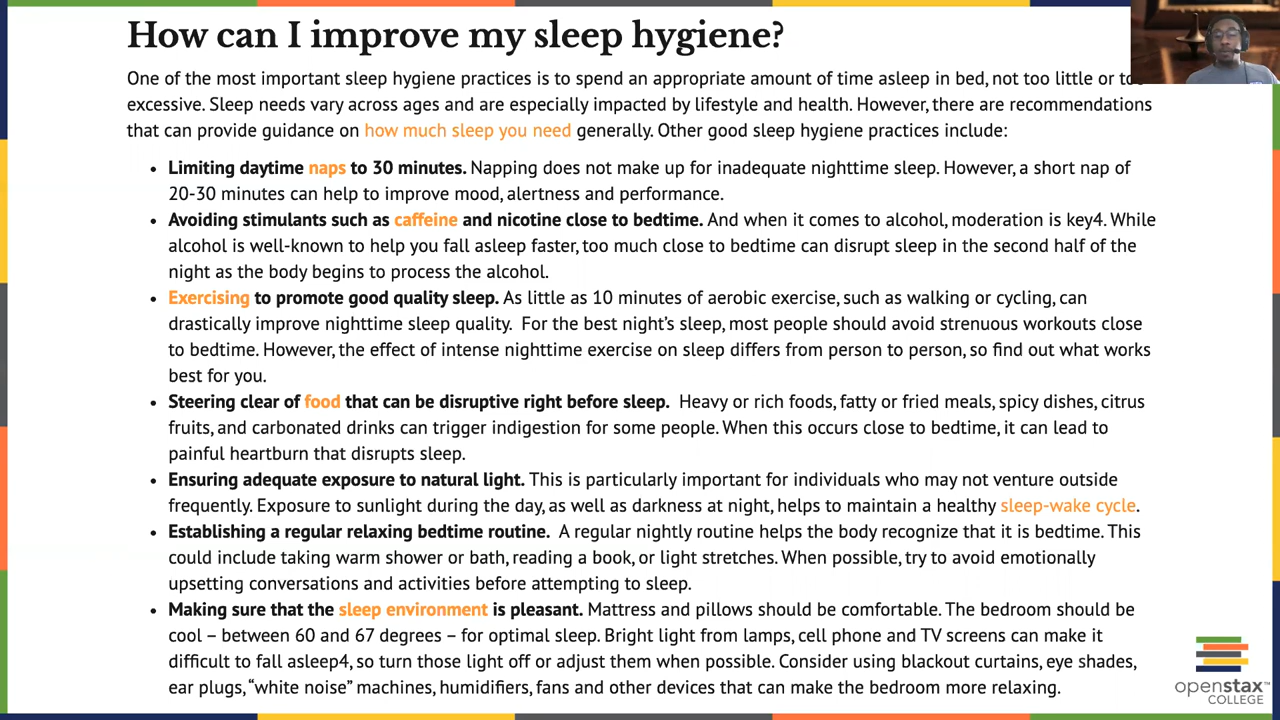 How can I improve my sleep hygiene?
One of the most important sleep hygiene practices is to spend an appropriate amount of time asleep in bed, not too little or
excessive. Sleep needs vary across ages and are especially impacted by lifestyle and health. However, there are recommendations
that can provide guidance on how much sleep you need generally. Other good sleep hygiene practices include:
• Limiting daytime naps to 30 minutes. Napping does not make up for inadequate nighttime sleep. However, a short nap of
20-30 minutes can help to improve mood, alertness and performance.
• Avoiding stimulants such as caffeine and nicotine close to bedtime. And when it comes to alcohol, moderation is key4. While
alcohol is well-known to help you fall asleep faster, too much close to bedtime can disrupt sleep in the second half of the
night as the body begins to process the alcohol.
• Exercising to promote good quality sleep. As little as 10 minutes of aerobic exercise, such as walking or cycling, can
drastically improve nighttime sleep quality. For the best night’s sleep, most people should avoid strenuous workouts close
to bedtime. However, the effect of intense nighttime exercise on sleep differs from person to person, so find out what works
best for you.
• Steering clear of food that can be disruptive right before sleep. Heavy or rich foods, fatty or fried meals, spicy dishes, citrus
fruits, and carbonated drinks can trigger indigestion for some people. When this occurs close to bedtime, it can lead to
painful heartburn that disrupts sleep.
• Ensuring adequate exposure to natural light. This is particularly important for individuals who may not venture outside
frequently. Exposure to sunlight during the day, as well as darkness at night, helps to maintain a healthy sleep-wake cycle.
• Establishing a regular relaxing bedtime routine. A regular nightly routine helps the body recognize that it is bedtime. This
could include taking warm shower or bath, reading a book, or light stretches. When possible, try to avoid emotionally
upsetting conversations and activities before attempting to sleep.
• Making sure that the sleep environment is pleasant. Mattress and pillows should be comfortable. The bedroom should be
cool – between 60 and 67 degrees – for optimal sleep. Bright light from lamps, cell phone and TV screens can make it
difficult to fall asleep4, so turn those light off or adjust them when possible. Consider using blackout curtains, eye shades,
ear plugs, “white noise” machines, humidifiers, fans and other devices that can make the bedroom more relaxing.
openstax™
COLLEGE